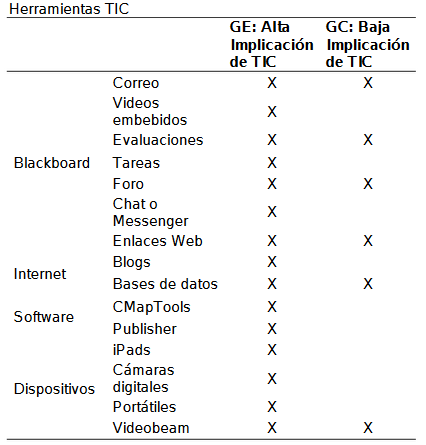 Herramientas TIC
GE: Alta Implicación de TIC GC: Baja Implicación de TIC
Blackboard
Correo X X
Videos embebidos X
Evaluaciones X X
Tareas X
Foro X X
Chat o Messenger X
Enlaces Web X X
Internet
Blogs X
Bases de datos X X
Software
CMapTools X
Publisher X
Dispositivos
iPads X
Cámaras digitales X
Portátiles X
Videobeam X X